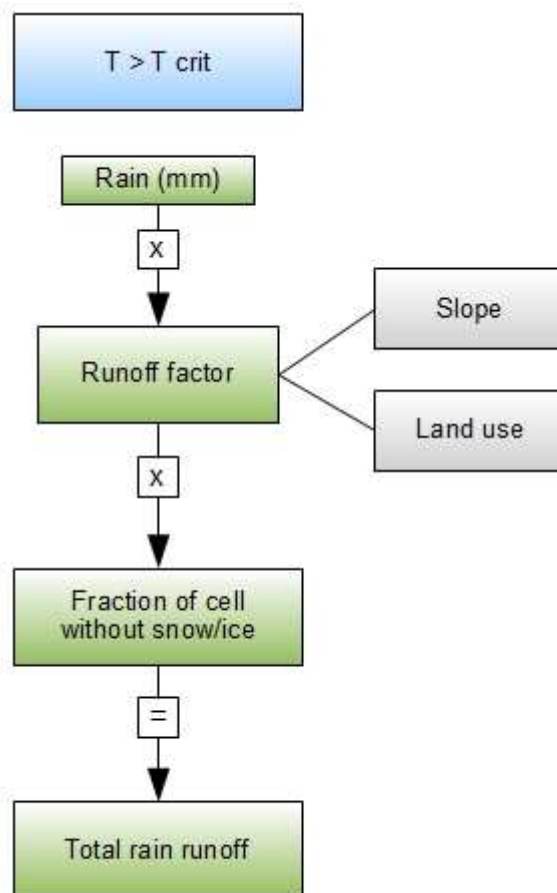 T > T crit
Rain (mm)
x
Runoff factor
Slope
Land use
x
Fraction of cell
without snow/ice
=
Total rain runoff